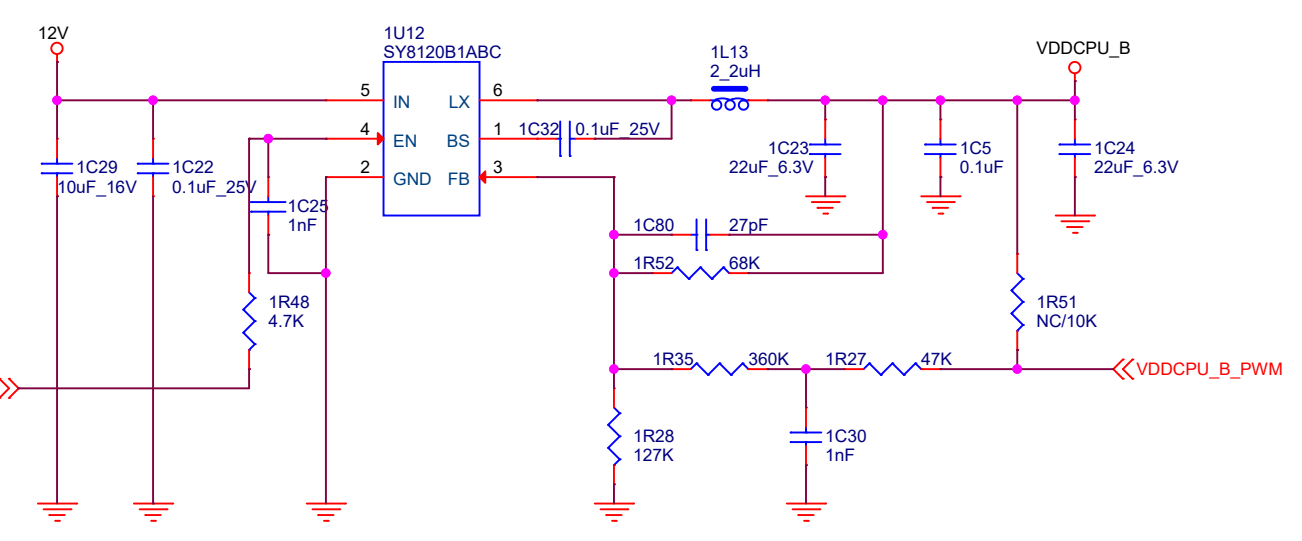 12V
1U12
SY8120B1ABC
1L13
2_2uH
VDDCPU_B
5
IN
LX
6
4
EN
BS
1
1C32
0.1uF_25V
2
GND
FB
3
1C29
10uF_16V
1C22
0.1uF_25V
1C25
1nF
1C23
22uF_6.3V
1C5
0.1uF
1C24
22uF_6.3V
1C80
27pF
1R52
68K
1R48
4.7K
1R51
NC/10K
1R35
360K
1R27
47K
VDDCPU_B_PWM
1R28
127K
1C30
1nF